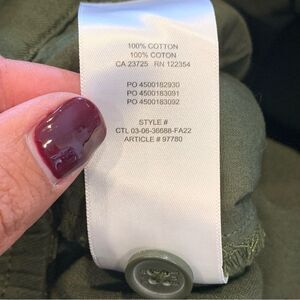 100% COTTON
100% COTON
CA 23725 RN 122354
PO 4500182930
PO 4500183091
PO 4500183092
STYLE #
CTL 03-06-36688-FA22
ARTICLE # 97780